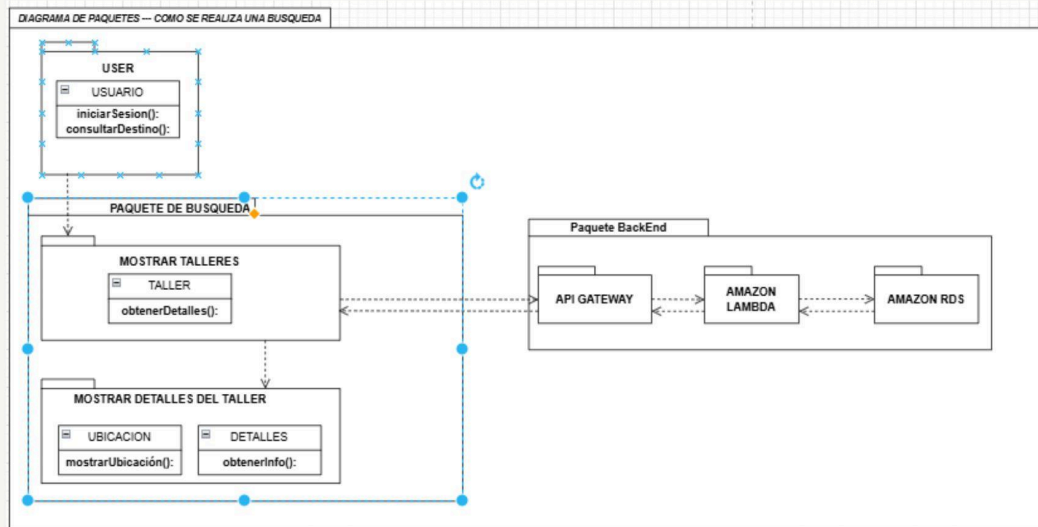 DIAGRAMA DE PAQUETES --- COMO SE REALIZA UNA BUSQUEDA
USER
USUARIO
iniciarSesion():
consultarDestino():
PAQUETE DE BUSQUEDA
MOSTRAR TALLERES
TALLER
obtenerDetalles():
MOSTRAR DETALLES DEL TALLER
UBICACION
mostrarUbicación():
DETALLES
obtenerInfo():
Paquete BackEnd
API GATEWAY
AMAZON
LAMBDA
AMAZON RDS